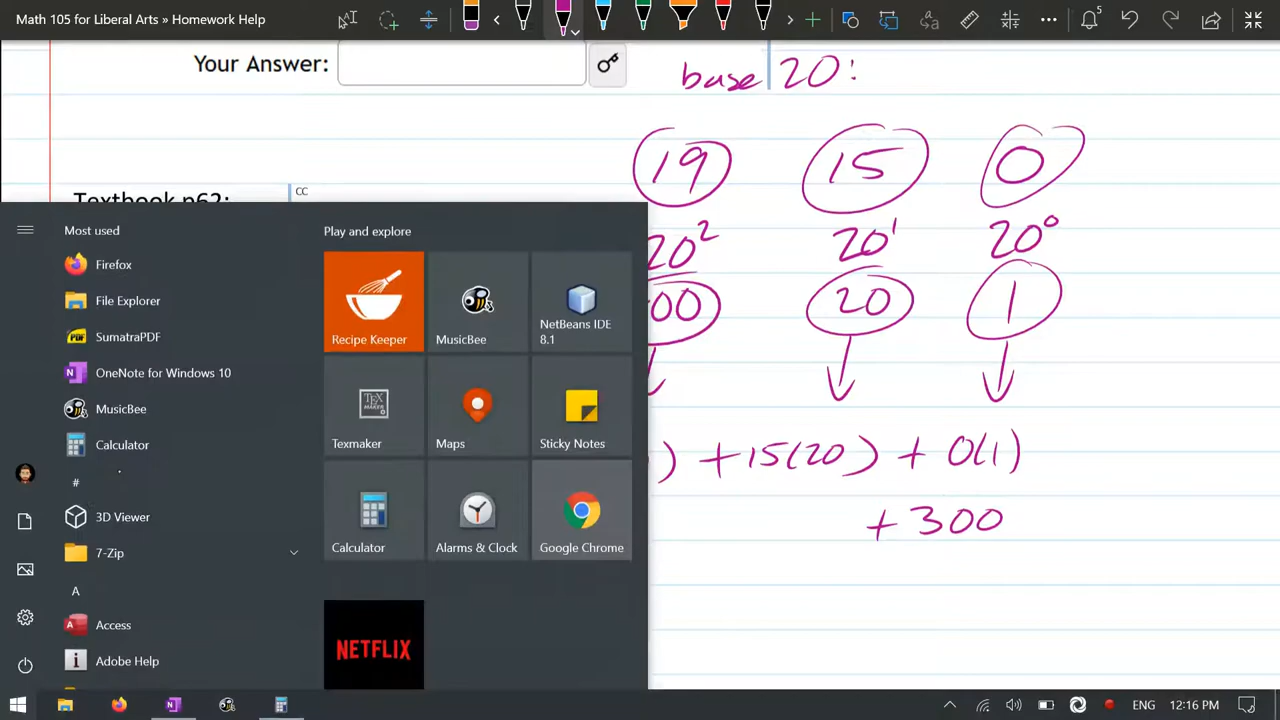 Math 105 for Liberal Arts » Homework Help
5
Your Answer:
base 20:
19 15 0
Textbook p62:
CC
20² 20¹ 20⁰
00 20 1
) +15(20) + 0(1)
+300
Most used
Firefox
File Explorer
SumatraPDF
OneNote for Windows 10
MusicBee
Calculator
#
3D Viewer
7-Zip
A
Access
Adobe Help
Play and explore
Recipe Keeper
MusicBee
NetBeans IDE
8.1
Texmaker
Maps
Sticky Notes
Calculator
Alarms & Clock
Google Chrome
NETFLIX
ENG
12:16 PM